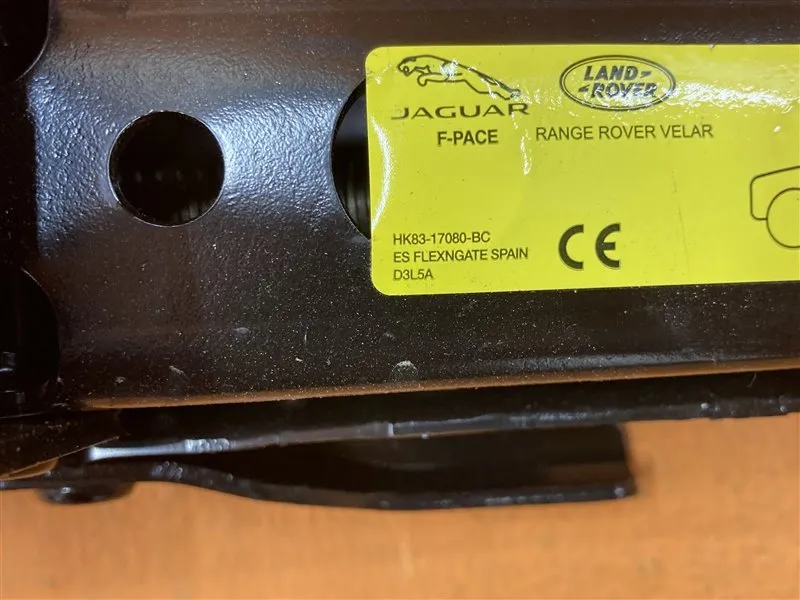 JAGUAR
F-PACE
LAND-
-ROVER
RANGE ROVER VELAR
HK83-17080-BC
ES FLEXNGATE SPAIN
D3L5A
CE